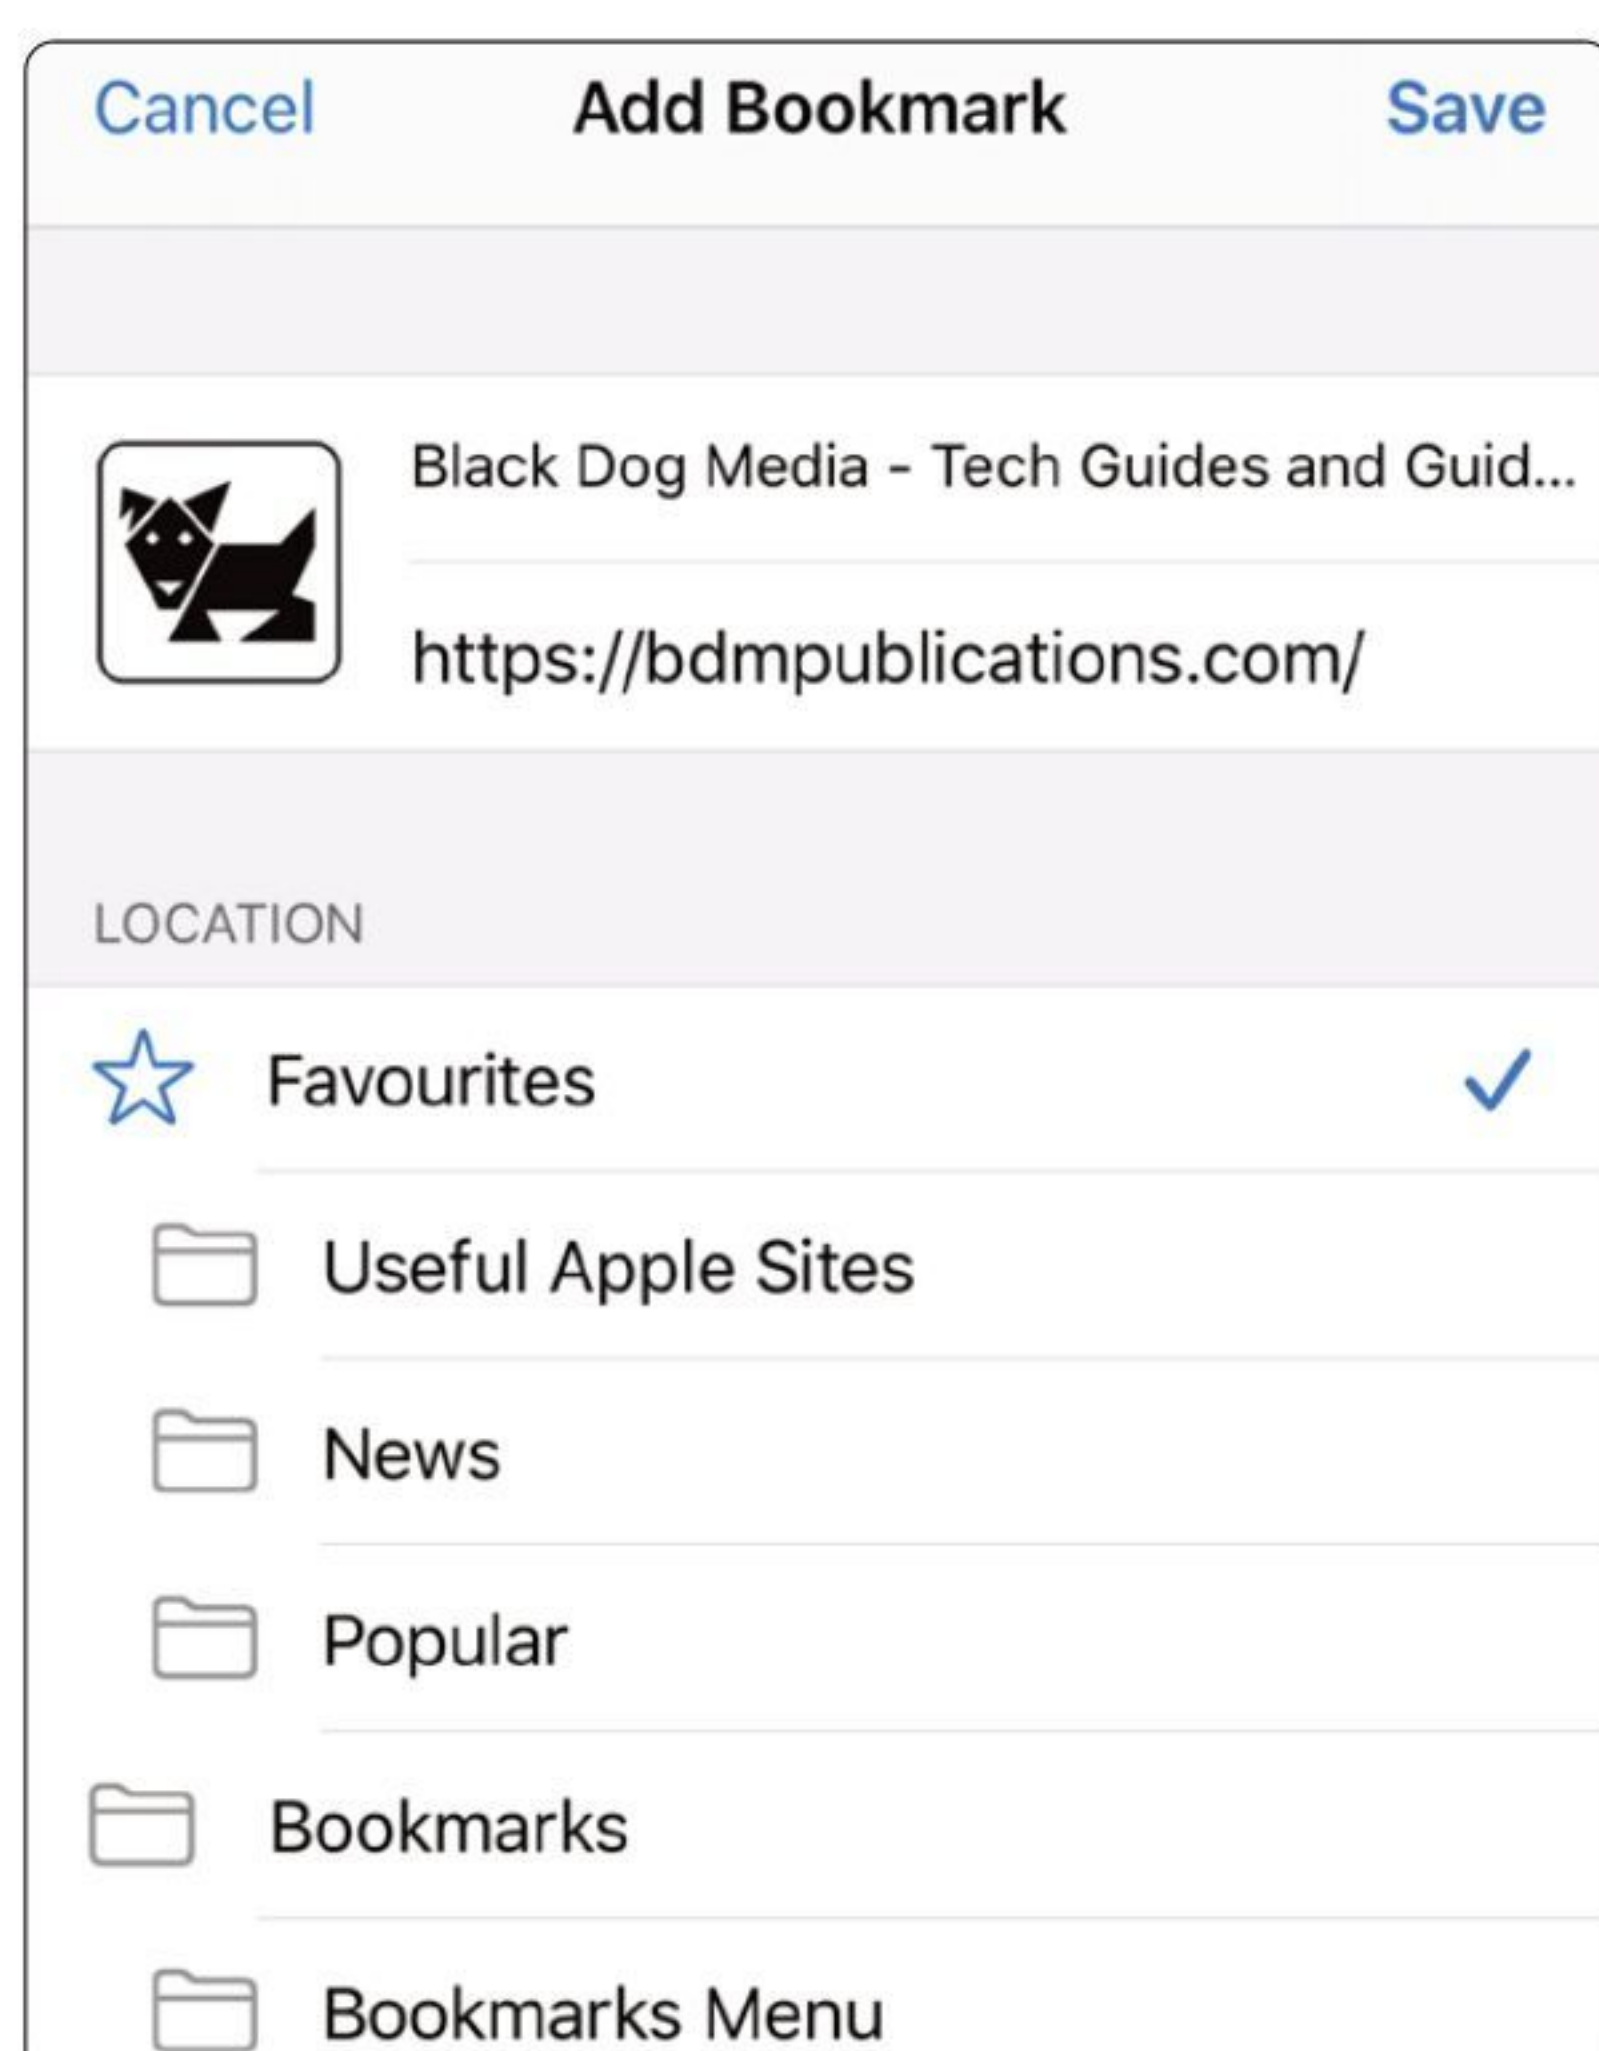 Cancel
Add Bookmark
Save
Black Dog Media - Tech Guides and Guid...
https://bdmpublications.com/
LOCATION
Favourites
Useful Apple Sites
News
Popular
Bookmarks
Bookmarks Menu